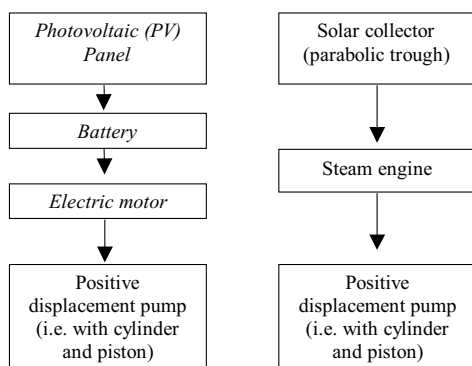 Photovoltaic (PV)
Panel
Battery
Electric motor
Positive
displacement pump
(i.e. with cylinder
and piston)
Solar collector
(parabolic trough)
Steam engine
Positive
displacement pump
(i.e. with cylinder
and piston)